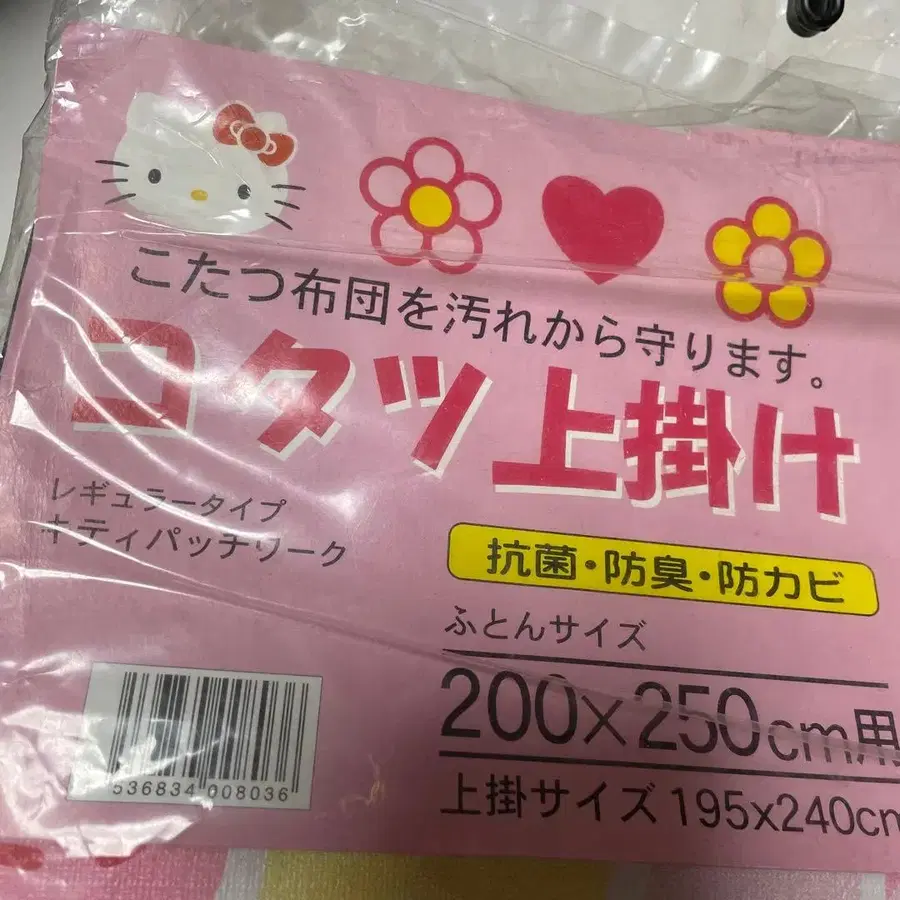 こたつ布団を汚れから守ります。
コタツ上掛け
レギュラータイプ
キティパッチワーク
抗菌・防臭・防カビ
ふとんサイズ
200×250cm用
上掛サイズ 195x240cm
536834 008036